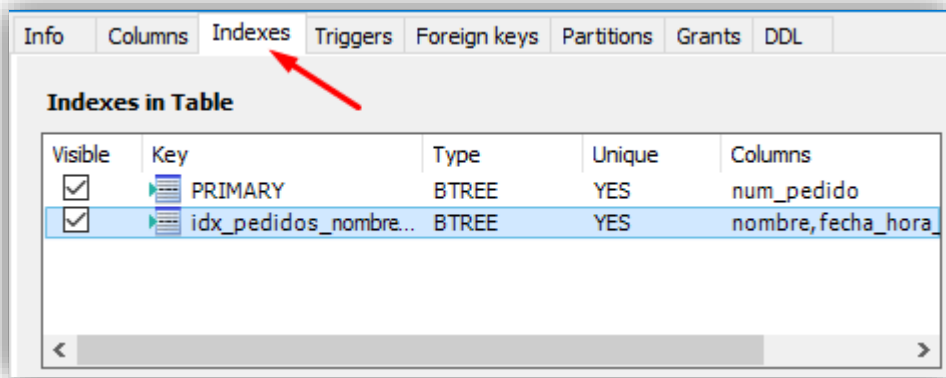 Info Columns Indexes Triggers Foreign keys Partitions Grants DDL
Indexes in Table
Visible Key Type Unique Columns
PRIMARY BTREE YES num_pedido
idx_pedidos_nombre... BTREE YES nombre,fecha_hora_